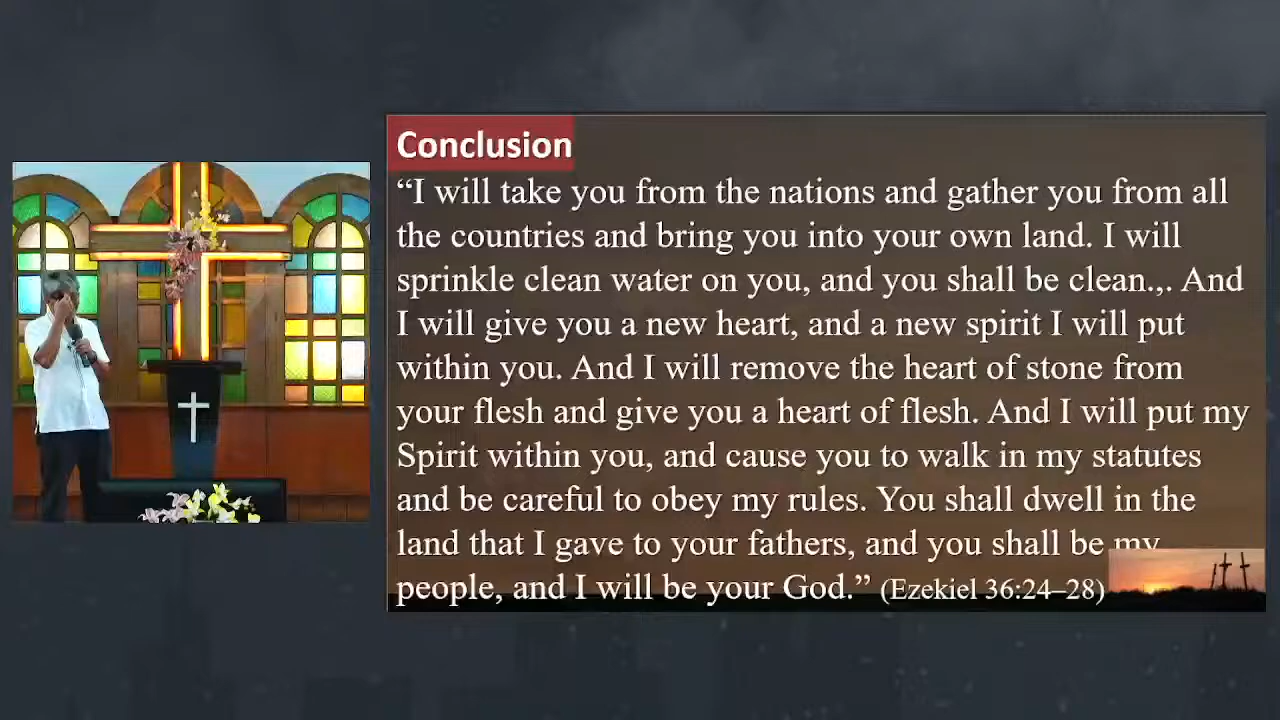 Conclusion
“I will take you from the nations and gather you from all
the countries and bring you into your own land. I will
sprinkle clean water on you, and you shall be clean.,. And
I will give you a new heart, and a new spirit I will put
within you. And I will remove the heart of stone from
your flesh and give you a heart of flesh. And I will put my
Spirit within you, and cause you to walk in my statutes
and be careful to obey my rules. You shall dwell in the
land that I gave to your fathers, and you shall be my
people, and I will be your God.” (Ezekiel 36:24–28)